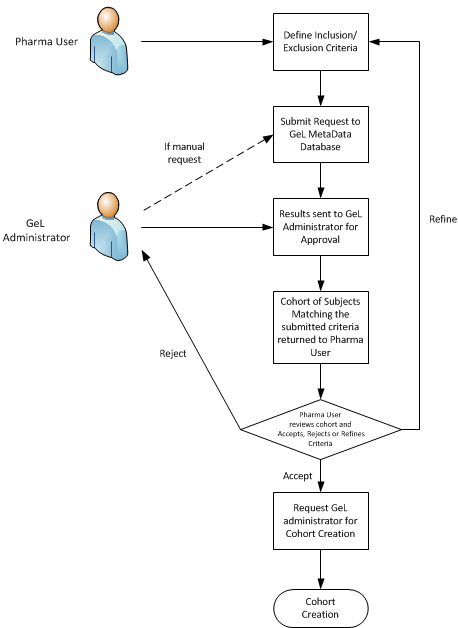 Pharma User
Define Inclusion/
Exclusion Criteria
Submit Request to
GeL MetaData
Database
If manual
request
GeL
Administrator
Results sent to GeL
Administrator for
Approval
Refine
Cohort of Subjects
Matching the
submitted criteria
returned to Pharma
User
Reject
Pharma User
reviews cohort and
Accepts, Rejects or Refines
Criteria
Accept
Request GeL
administrator for
Cohort Creation
Cohort
Creation